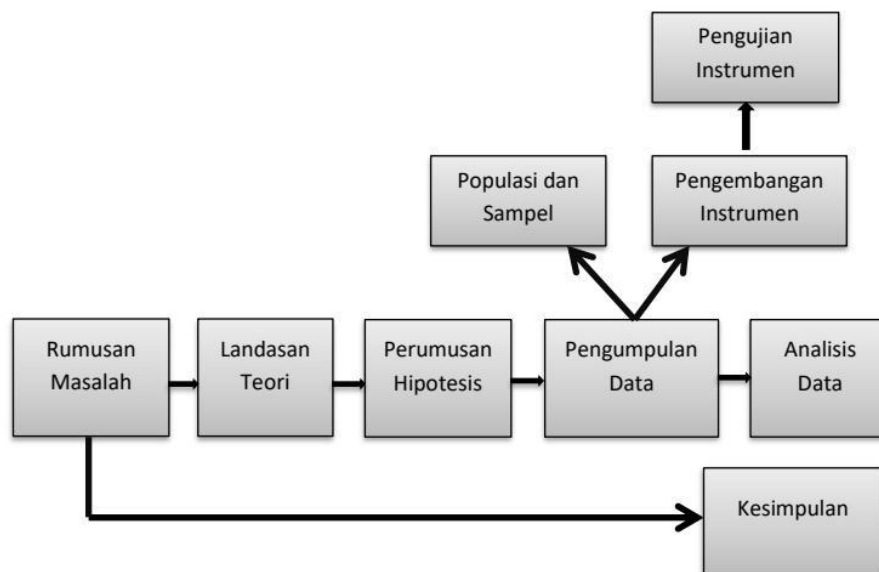 Pengujian
Instrumen
Populasi dan
Sampel
Pengembangan
Instrumen
Rumusan
Masalah
Landasan
Teori
Perumusan
Hipotesis
Pengumpulan
Data
Analisis
Data
Kesimpulan